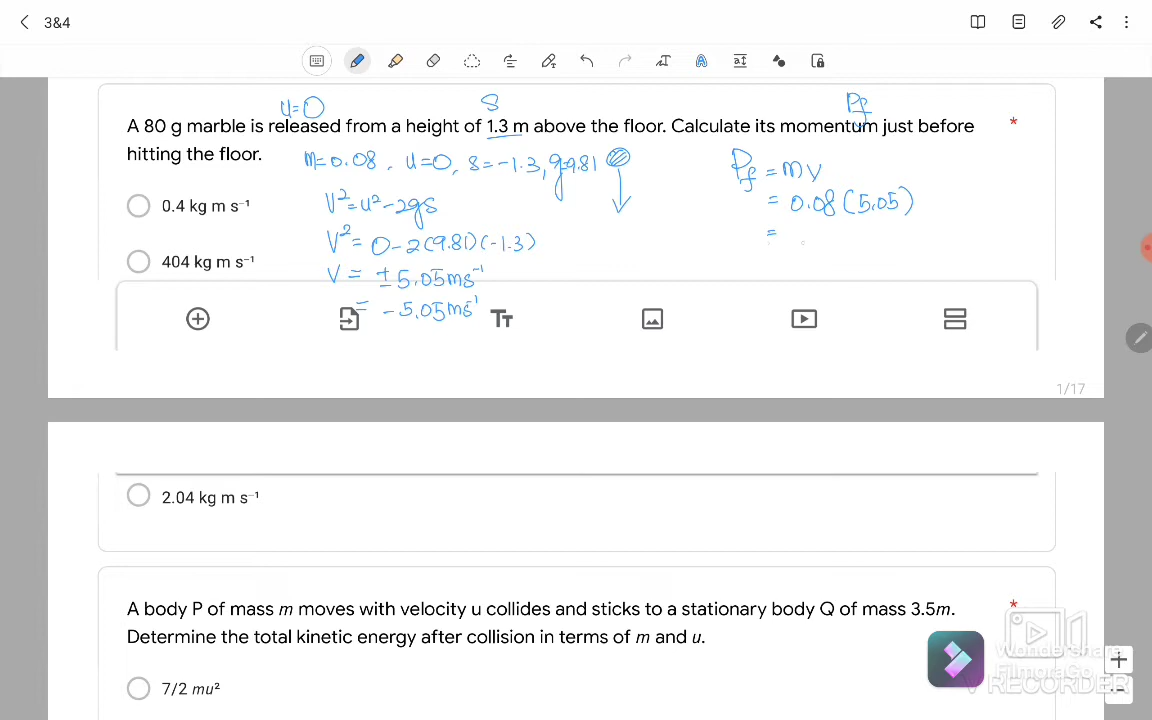 3&4
U=0
S
Pf
A 80 g marble is released from a height of 1.3 m above the floor. Calculate its momentum just before *
hitting the floor.
m=0.08, u=0, s=-1.3, g=9.81
Pf = mv
0.4 kg m s⁻¹
V²=u²-2gs
= 0.08(5.05)
V²= 0-2(9.81)(-1.3)
=
404 kg m s⁻¹
V = ±5.05ms⁻¹
= -5.05ms⁻¹
Tт
1/17
2.04 kg m s⁻¹
A body P of mass m moves with velocity u collides and sticks to a stationary body Q of mass 3.5m. *
Determine the total kinetic energy after collision in terms of m and u.
Wondershare
FilmoraGo
RECORDER
7/2 mu²